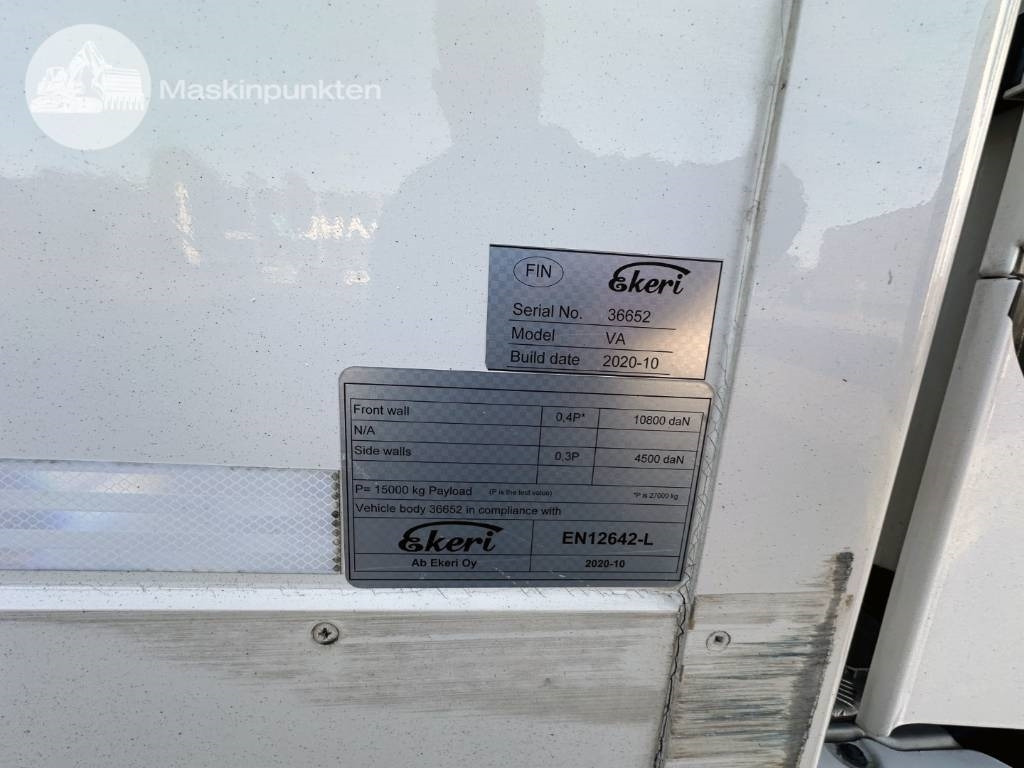 Maskinpunkten
FIN Ekeri
Serial No. 36652
Model VA
Build date 2020-10
Front wall 0,4P* 10800 daN
N/A
Side walls 0,3P 4500 daN
P= 15000 kg Payload (P is the test value) *P is 27000 kg
Vehicle body 36652 in compliance with
Ekeri EN12642-L
Ab Ekeri Oy 2020-10